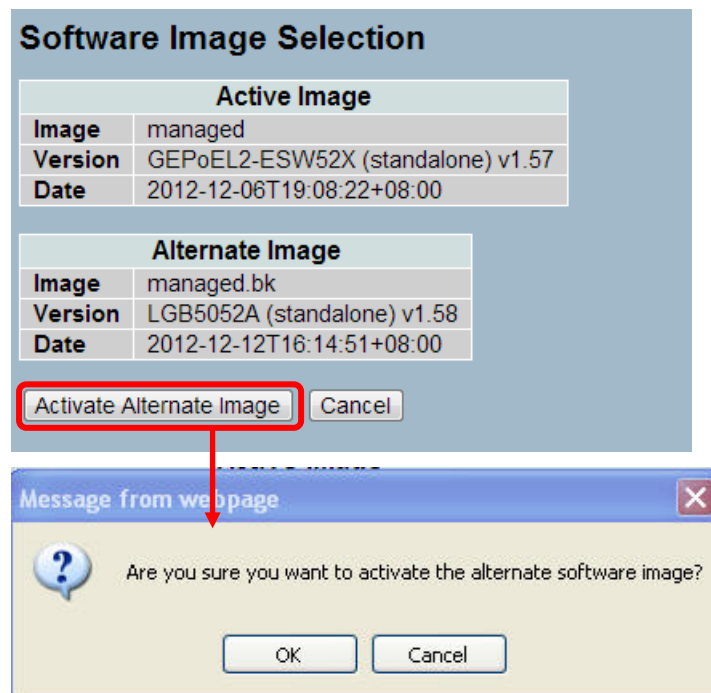 Software Image Selection
Active Image
Image managed
Version GEPoEL2-ESW52X (standalone) v1.57
Date 2012-12-06T19:08:22+08:00
Alternate Image
Image managed.bk
Version LGB5052A (standalone) v1.58
Date 2012-12-12T16:14:51+08:00
Activate Alternate Image Cancel
Message from webpage
Are you sure you want to activate the alternate software image?
OK Cancel